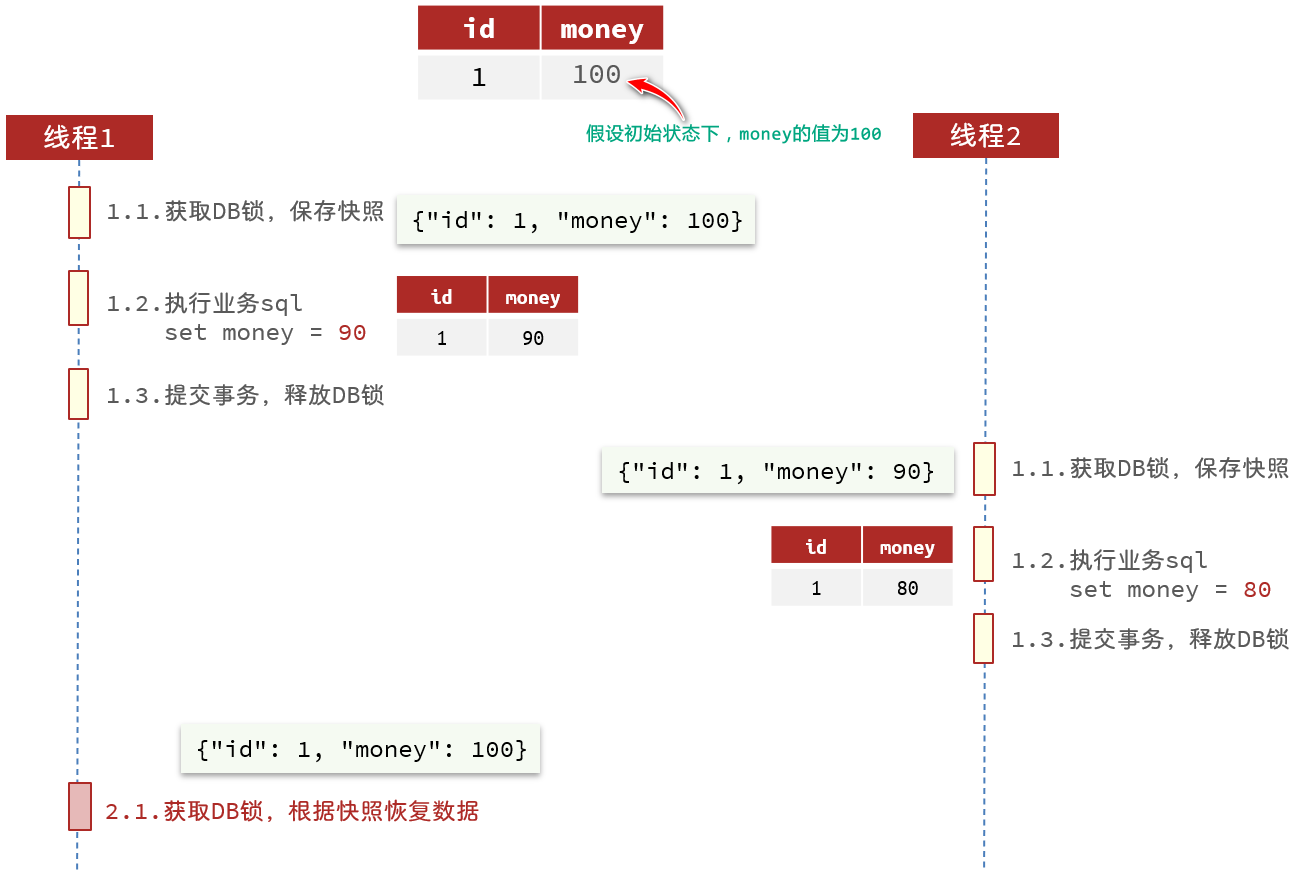 id money
1 100
假设初始状态下，money的值为100
线程1
线程2
1.1.获取DB锁，保存快照
{"id": 1, "money": 100}
1.2.执行业务sql
set money = 90
id money
1 90
1.3.提交事务，释放DB锁
{"id": 1, "money": 90}
1.1.获取DB锁，保存快照
id money
1 80
1.2.执行业务sql
set money = 80
1.3.提交事务，释放DB锁
{"id": 1, "money": 100}
2.1.获取DB锁，根据快照恢复数据